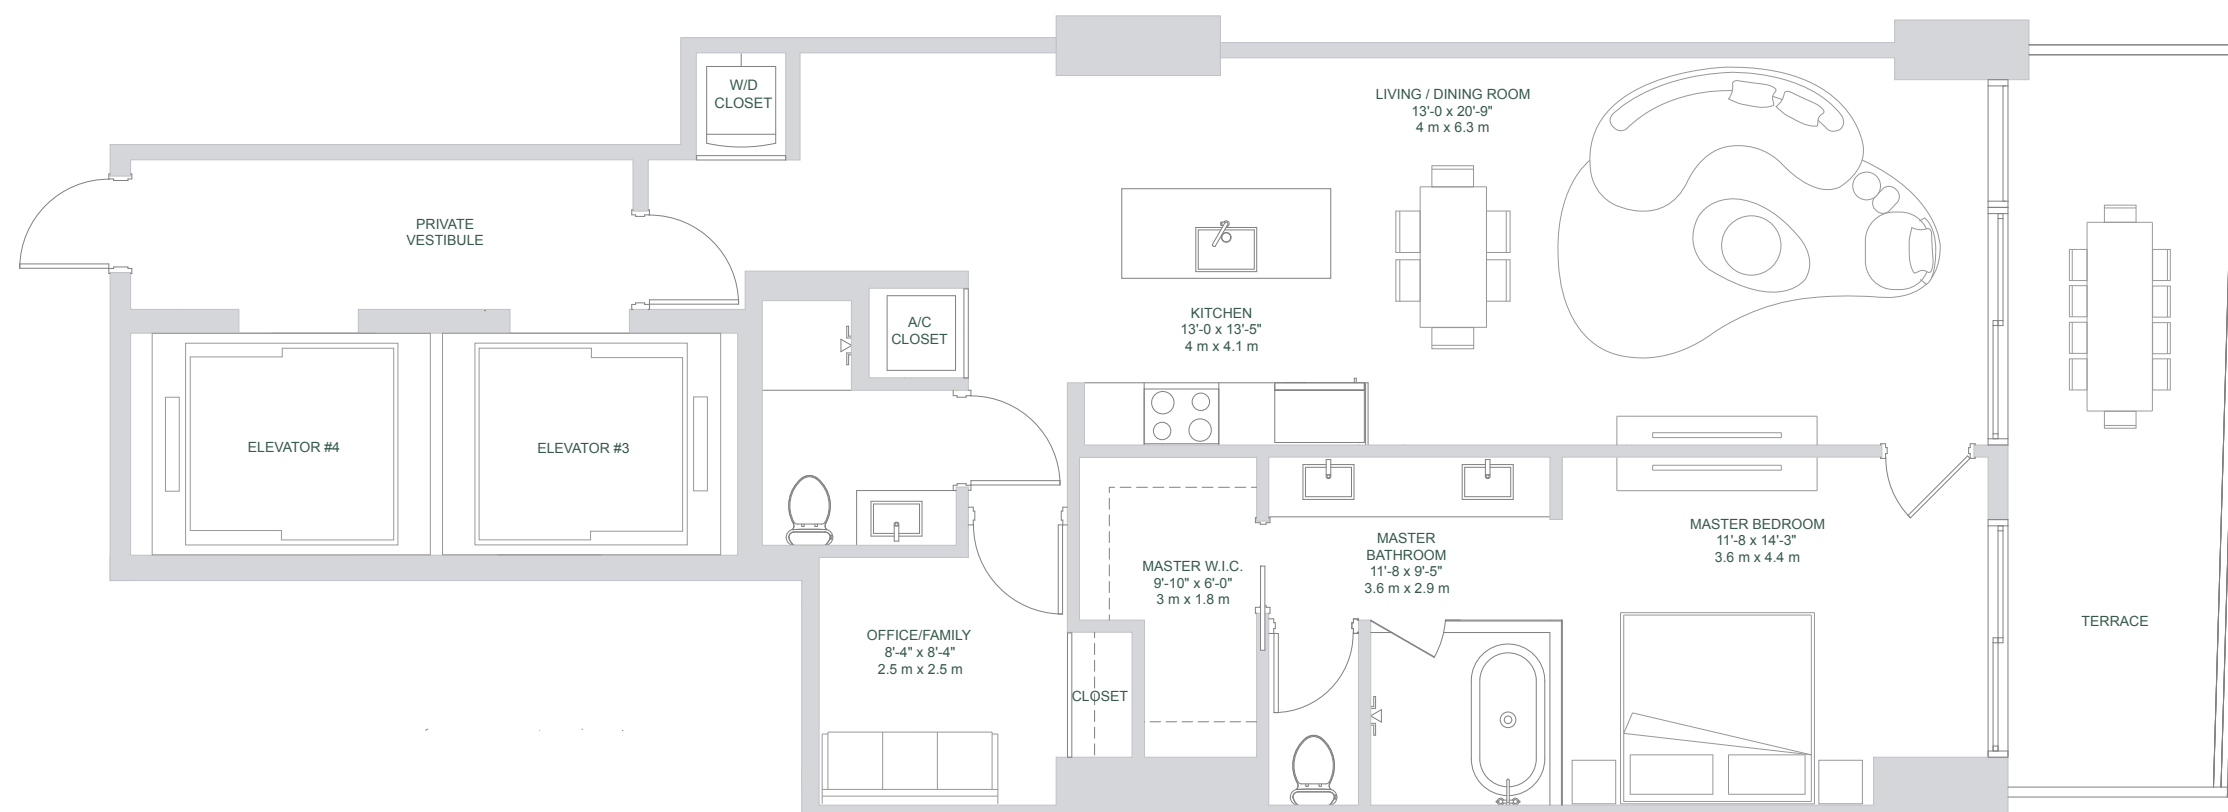 W/D
CLOSET
LIVING / DINING ROOM
13'-0 x 20'-9"
4 m x 6.3 m
PRIVATE
VESTIBULE
A/C
CLOSET
KITCHEN
13'-0 x 13'-5"
4 m x 4.1 m
ELEVATOR #4
ELEVATOR #3
MASTER W.I.C.
9'-10" x 6'-0"
3 m x 1.8 m
MASTER
BATHROOM
11'-8 x 9'-5"
3.6 m x 2.9 m
MASTER BEDROOM
11'-8 x 14'-3"
3.6 m x 4.4 m
OFFICE/FAMILY
8'-4" x 8'-4"
2.5 m x 2.5 m
CLOSET
TERRACE